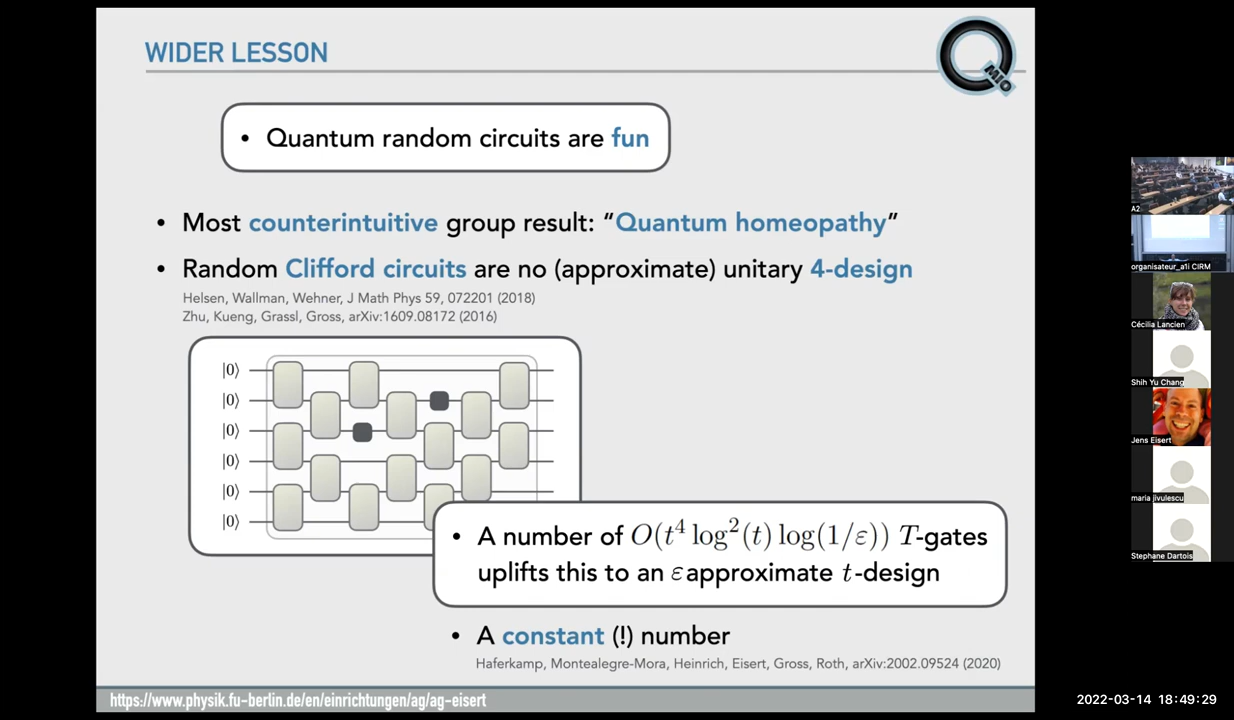 WIDER LESSON
Q
MIO
• Quantum random circuits are fun
• Most counterintuitive group result: “Quantum homeopathy”
• Random Clifford circuits are no (approximate) unitary 4-design
Helsen, Wallman, Wehner, J Math Phys 59, 072201 (2018)
Zhu, Kueng, Grassl, Gross, arXiv:1609.08172 (2016)
|0⟩
|0⟩
|0⟩
|0⟩
|0⟩
|0⟩
• A number of O(t⁴ log²(t) log(1/ε)) T-gates
uplifts this to an ε approximate t-design
• A constant (!) number
Haferkamp, Montealegre-Mora, Heinrich, Eisert, Gross, Roth, arXiv:2002.09524 (2020)
https://www.physik.fu-berlin.de/en/einrichtungen/ag/ag-eisert
A2
organisateur_a1i CIRM
Cécilia Lancien
Shih Yu Chang
Jens Eisert
maria jivulescu
Stephane Dartois
2022-03-14 18:49:29